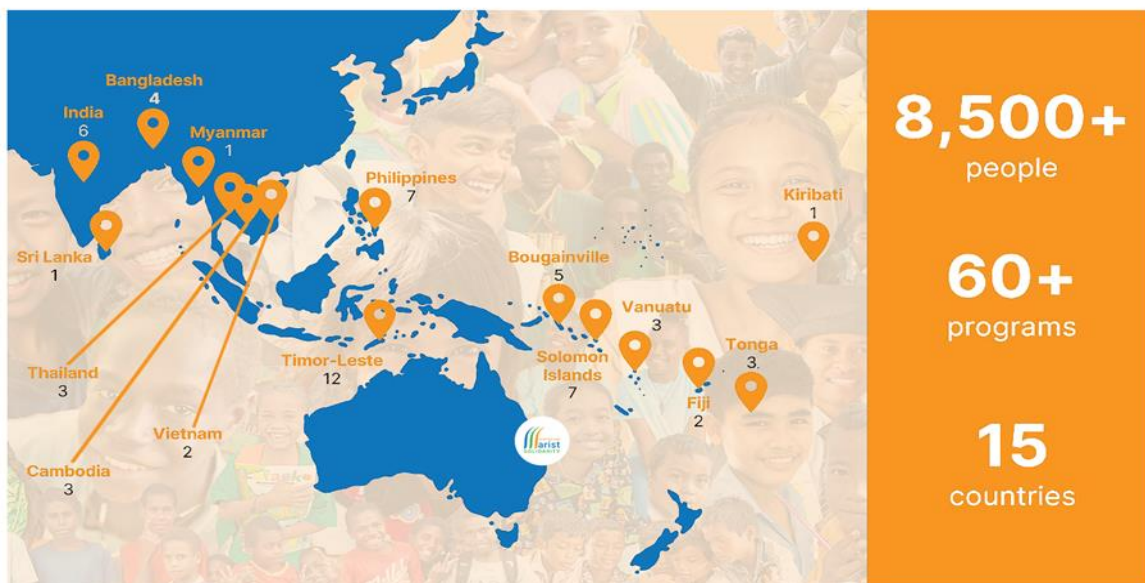 Bangladesh
4
India
6
Myanmar
1
Philippines
7
Kiribati
1
Sri Lanka
1
Bougainville
5
Vanuatu
3
Timor-Leste
12
Solomon
Islands
7
Tonga
3
Fiji
2
Thailand
3
Vietnam
2
Cambodia
3
arist
SOLIDARITY
8,500+
people
60+
programs
15
countries